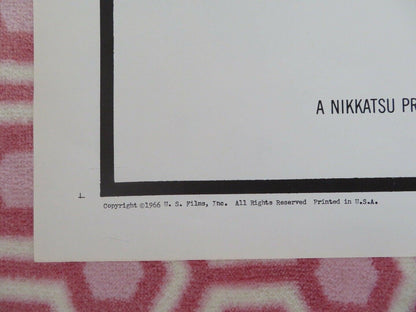 A NIKKATSU PR
Copyright ©1966 U. S. Films, Inc. All Rights Reserved Printed in U.S.A.